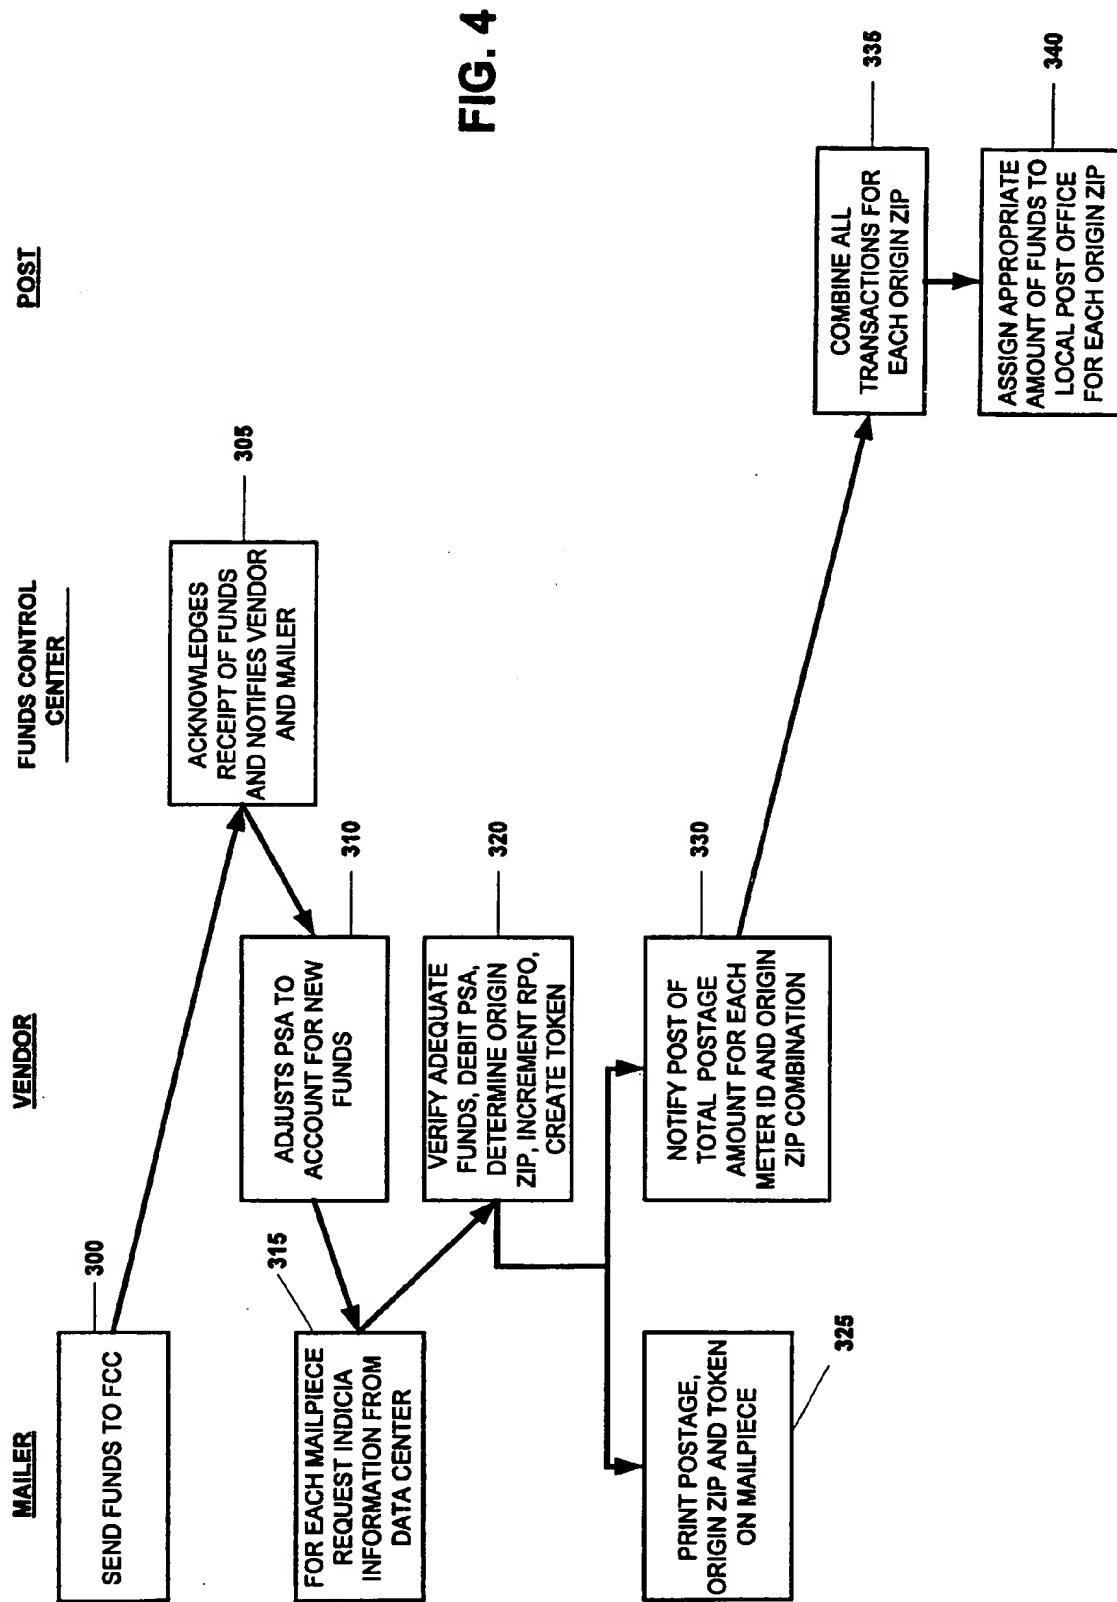 MAILER
VENDOR
FUNDS CONTROL
CENTER
POST
SEND FUNDS TO FCC
300
ACKNOWLEDGES
RECEIPT OF FUNDS
AND NOTIFIES VENDOR
AND MAILER
305
ADJUSTS PSA TO
ACCOUNT FOR NEW
FUNDS
310
FOR EACH MAILPIECE
REQUEST INDICIA
INFORMATION FROM
DATA CENTER
315
VERIFY ADEQUATE
FUNDS, DEBIT PSA,
DETERMINE ORIGIN
ZIP, INCREMENT RPO,
CREATE TOKEN
320
PRINT POSTAGE,
ORIGIN ZIP AND TOKEN
ON MAILPIECE
325
NOTIFY POST OF
TOTAL POSTAGE
AMOUNT FOR EACH
METER ID AND ORIGIN
ZIP COMBINATION
330
COMBINE ALL
TRANSACTIONS FOR
EACH ORIGIN ZIP
335
ASSIGN APPROPRIATE
AMOUNT OF FUNDS TO
LOCAL POST OFFICE
FOR EACH ORIGIN ZIP
340
FIG. 4